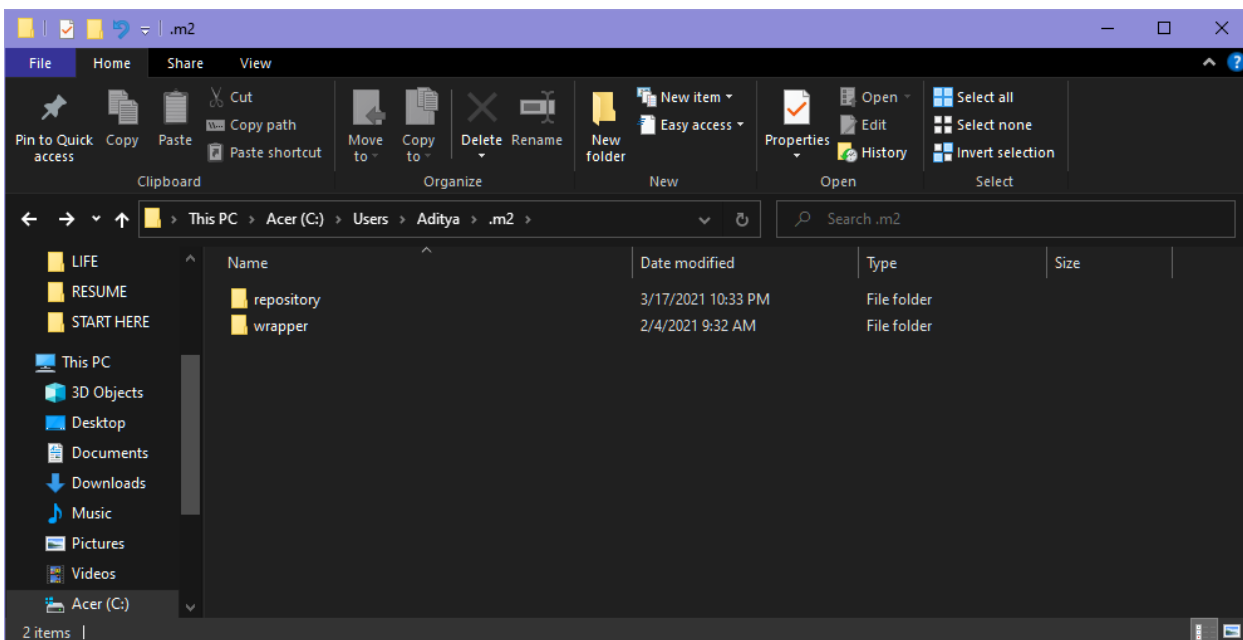 .m2
File Home Share View
Pin to Quick access
Copy
Paste
Cut
Copy path
Paste shortcut
Clipboard
Move to
Copy to
Delete
Rename
Organize
New folder
New item
Easy access
New
Properties
Open
Edit
History
Open
Select all
Select none
Invert selection
Select
This PC > Acer (C:) > Users > Aditya > .m2 >
Search .m2
LIFE
RESUME
START HERE
This PC
3D Objects
Desktop
Documents
Downloads
Music
Pictures
Videos
Acer (C:)
Name Date modified Type Size
repository 3/17/2021 10:33 PM File folder
wrapper 2/4/2021 9:32 AM File folder
2 items